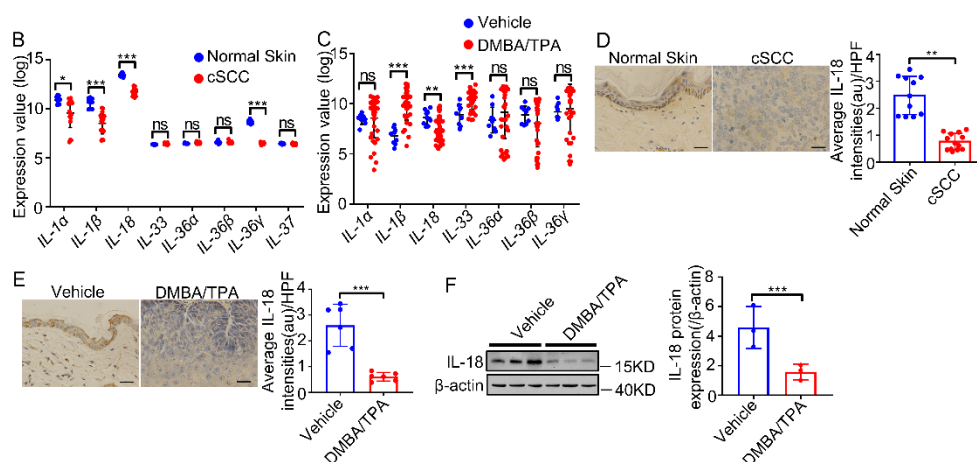 B
Normal Skin
cSCC
Expression value (log)
15
10
5
0
*
***
***
ns
ns
ns
***
ns
IL-1α
IL-1β
IL-18
IL-33
IL-36α
IL-36β
IL-36γ
IL-37
C
Vehicle
DMBA/TPA
Expression value (log)
15
10
5
0
ns
***
**
***
ns
ns
ns
IL-1α
IL-1β
IL-18
IL-33
IL-36α
IL-36β
IL-36γ
D
Normal Skin
cSCC
Average IL-18
intensities(au)/HPF
4
3
2
1
0
**
Normal Skin
cSCC
E
Vehicle
DMBA/TPA
Average IL-18
intensities(au)/HPF
4
3
2
1
0
***
Vehicle
DMBA/TPA
F
Vehicle
DMBA/TPA
IL-18
15KD
β-actin
40KD
IL-18 protein
expression(/β-actin)
8
6
4
2
0
***
Vehicle
DMBA/TPA